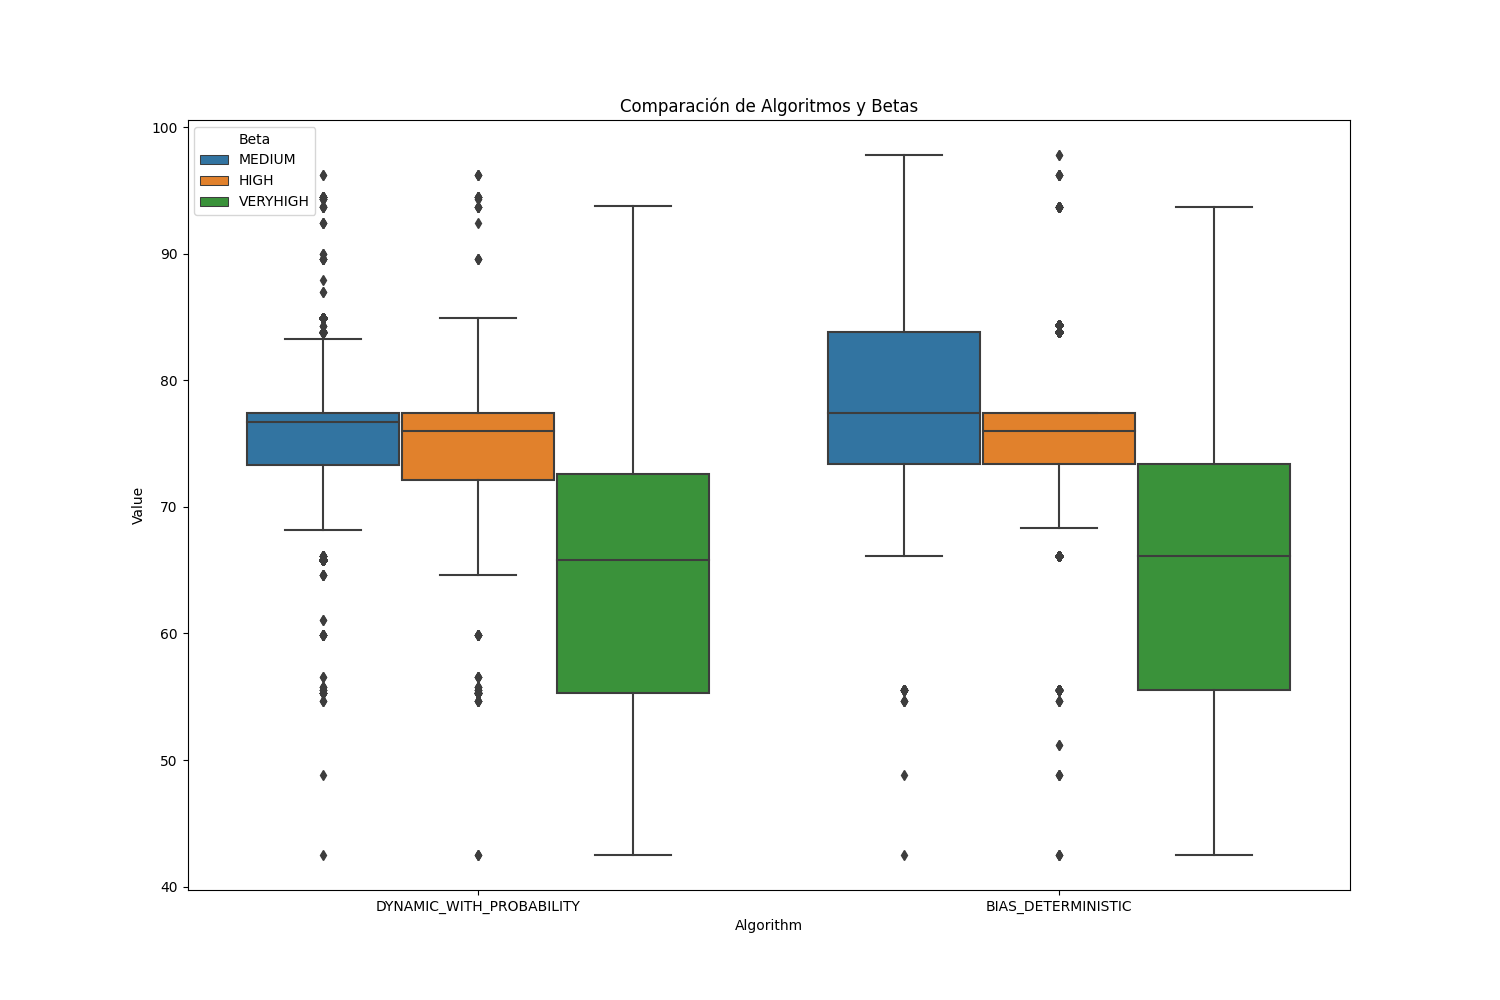 Comparación de Algoritmos y Betas
Beta
MEDIUM
HIGH
VERYHIGH
Value
100
90
80
70
60
50
40
DYNAMIC_WITH_PROBABILITY
BIAS_DETERMINISTIC
Algorithm